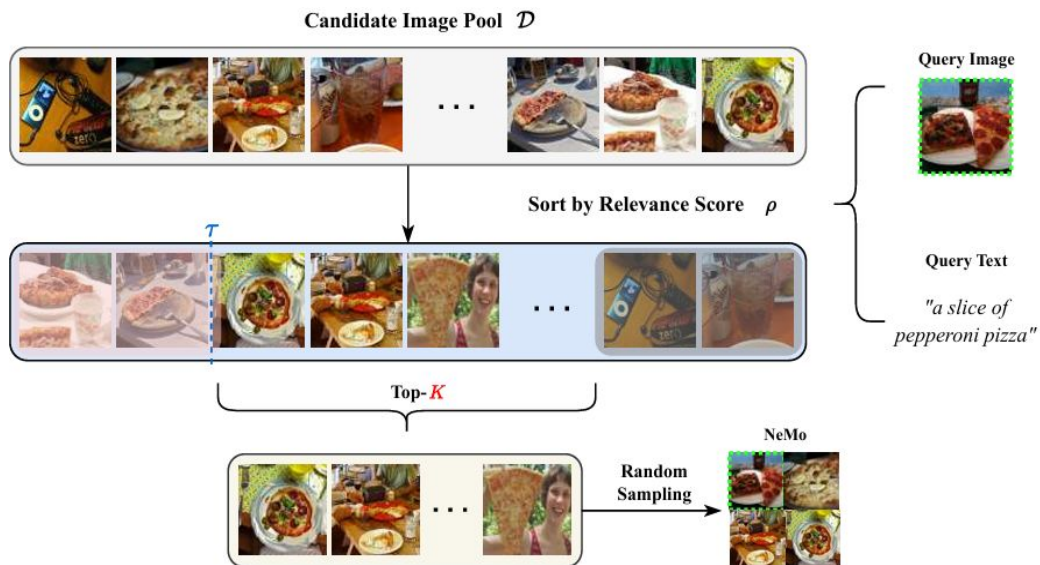 Candidate Image Pool 𝒟
Query Image
. . .
Sort by Relevance Score ρ
τ
Query Text
"a slice of
pepperoni pizza"
. . .
Top-K
NeMo
. . .
Random
Sampling
zero